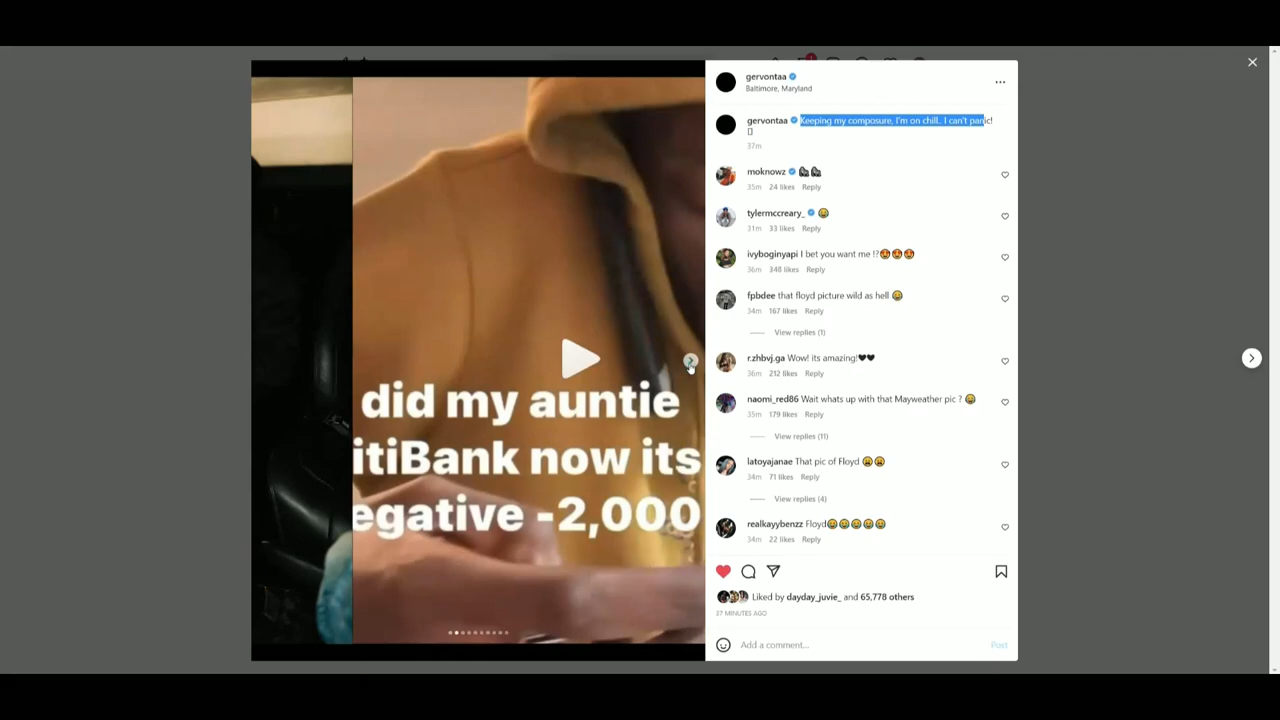 did my auntie
itiBank now its
egative -2,000
gervontaa
Baltimore, Maryland
gervontaa Keeping my composure, I'm on chill.. I can't panic!
37m
moknowz
35m 24 likes Reply
tylermccreary_
31m 33 likes Reply
ivyboginyapi I bet you want me !?😍😍😍
36m 348 likes Reply
fpbdee that floyd picture wild as hell 😂
34m 167 likes Reply
View replies (1)
r.zhbvj.ga Wow! its amazing!🖤🖤
36m 212 likes Reply
naomi_red86 Wait whats up with that Mayweather pic ? 😂
35m 179 likes Reply
View replies (11)
latoyajanae That pic of Floyd 😩😩
34m 71 likes Reply
View replies (4)
realkayybenzz Floyd😂😂😂😂😂
34m 22 likes Reply
Liked by dayday_juvie_ and 65,778 others
37 MINUTES AGO
Add a comment...
Post